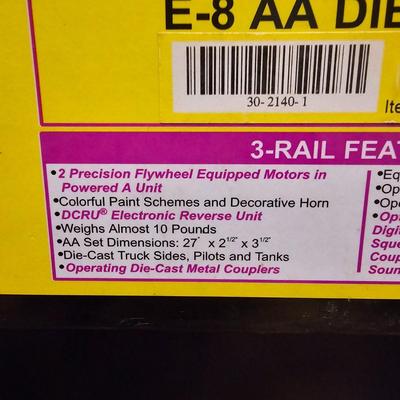 E-8 AA DIE
30-2140-1
Ite
3-RAIL FEAT
•2 Precision Flywheel Equipped Motors in
Powered A Unit
•Colorful Paint Schemes and Decorative Horn
•DCRU® Electronic Reverse Unit
•Weighs Almost 10 Pounds
•AA Set Dimensions: 27" x 2 1/2" x 3 1/2"
•Die-Cast Truck Sides, Pilots and Tanks
•Operating Die-Cast Metal Couplers
•Eq
•Op
•Ope
•Opt
Digit
Sque
Coup
Soun